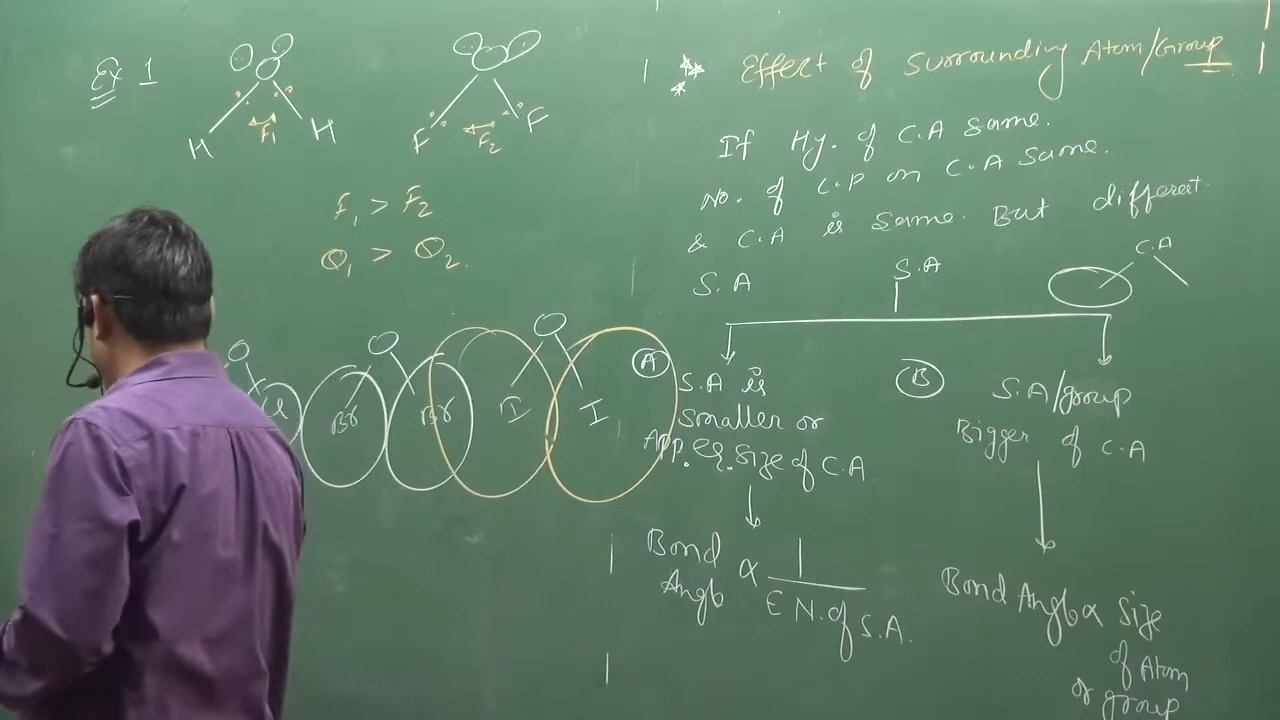 Ex 1
H F₁ H
F F₂ F
F₁ > F₂
θ₁ > θ₂
O
O
O
Cl
Br
Br
I
I
Effect of Surrounding Atom/Group
If Hy. of C.A same.
No. of L.P on C.A same.
& C.A is same. But different
S.A
S.A
C.A
A
S.A is
smaller or
App. eq. size of C.A
Bond Angle ∝ 1 / E N. of S.A.
B
S.A/group
Bigger of C.A
Bond Angle ∝ Size
of Atom
or group